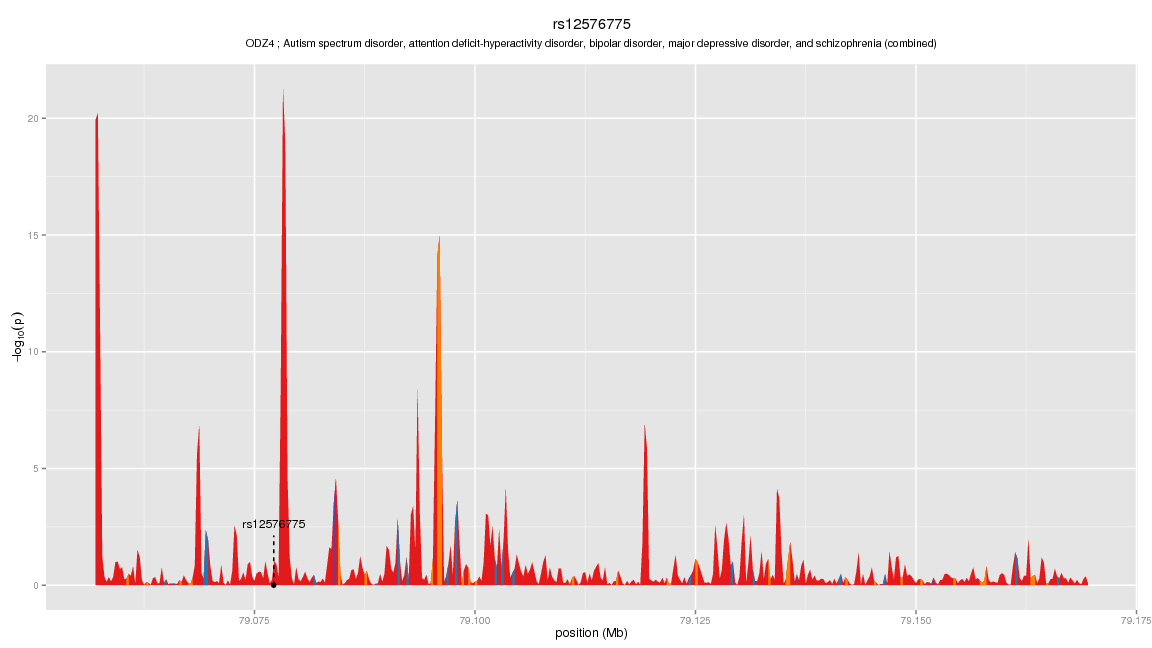 rs12576775
ODZ4 ; Autism spectrum disorder, attention deficit-hyperactivity disorder, bipolar disorder, major depressive disorder, and schizophrenia (combined)
20
15
10
5
0
−log10(p)
rs12576775
79.075 79.100 79.125 79.150 79.175
position (Mb)